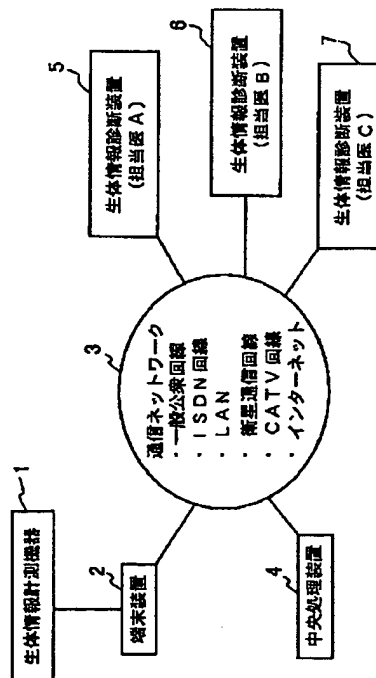 1
生体情報計測機器
2
端末装置
3
通信ネットワーク
・一般公衆回線
・ISDN回線
・LAN
・衛星通信回線
・CATV回線
・インターネット
4
中央処理装置
5
生体情報診断装置
(担当医A)
6
生体情報診断装置
(担当医B)
7
生体情報診断装置
(担当医C)